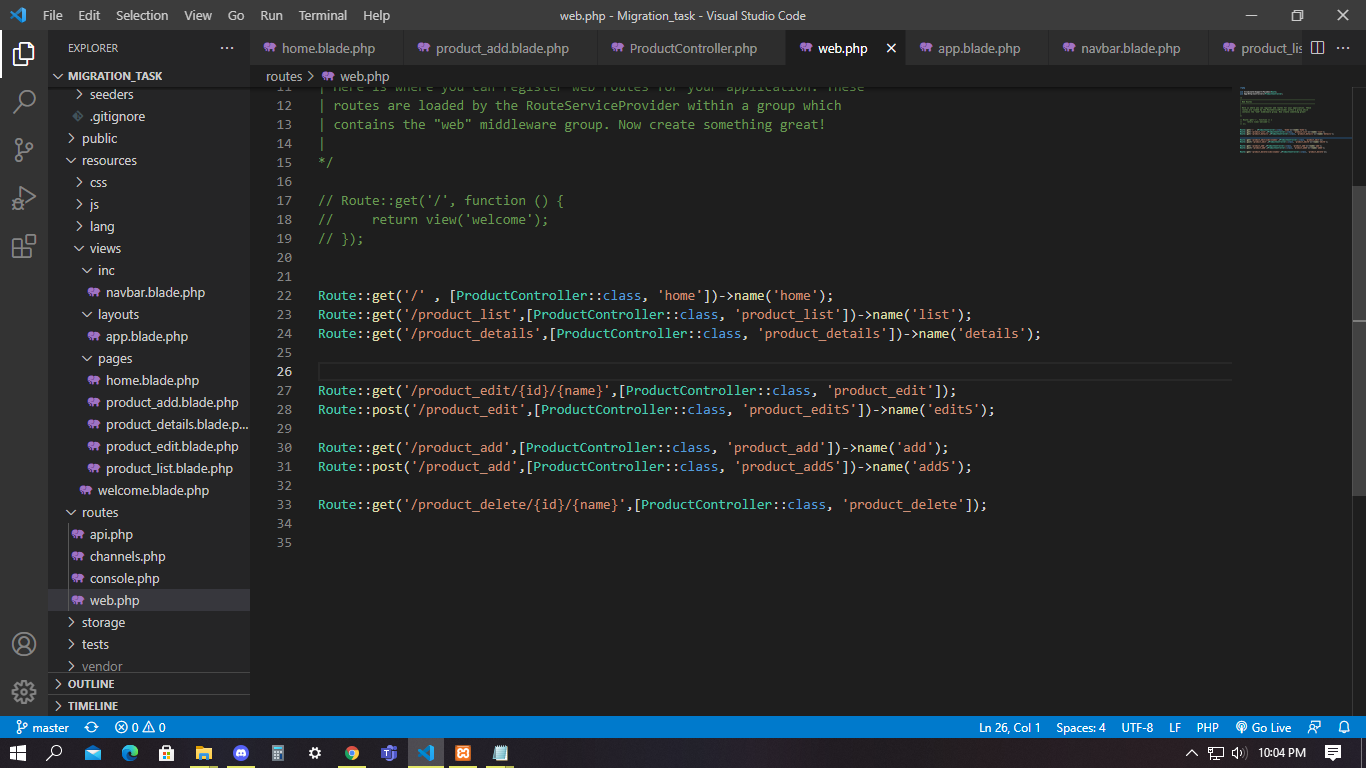 File Edit Selection View Go Run Terminal Help
web.php - Migration_task - Visual Studio Code
EXPLORER
home.blade.php
product_add.blade.php
ProductController.php
web.php
app.blade.php
navbar.blade.php
product_lis
MIGRATION_TASK
seeders
.gitignore
public
resources
css
js
lang
views
inc
navbar.blade.php
layouts
app.blade.php
pages
home.blade.php
product_add.blade.php
product_details.blade.p...
product_edit.blade.php
product_list.blade.php
welcome.blade.php
routes
api.php
channels.php
console.php
web.php
storage
tests
vendor
OUTLINE
TIMELINE
routes > web.php
11 | Here is where you can register web routes for your application. These
12 | routes are loaded by the RouteServiceProvider within a group which
13 | contains the "web" middleware group. Now create something great!
14 |
15 */
16
17 // Route::get('/', function () {
18 //     return view('welcome');
19 // });
20
21
22 Route::get('/' , [ProductController::class, 'home'])->name('home');
23 Route::get('/product_list',[ProductController::class, 'product_list'])->name('list');
24 Route::get('/product_details',[ProductController::class, 'product_details'])->name('details');
25
26
27 Route::get('/product_edit/{id}/{name}',[ProductController::class, 'product_edit']);
28 Route::post('/product_edit',[ProductController::class, 'product_editS'])->name('editS');
29
30 Route::get('/product_add',[ProductController::class, 'product_add'])->name('add');
31 Route::post('/product_add',[ProductController::class, 'product_addS'])->name('addS');
32
33 Route::get('/product_delete/{id}/{name}',[ProductController::class, 'product_delete']);
34
35
master
0
0
Ln 26, Col 1
Spaces: 4
UTF-8
LF
PHP
Go Live
10:04 PM